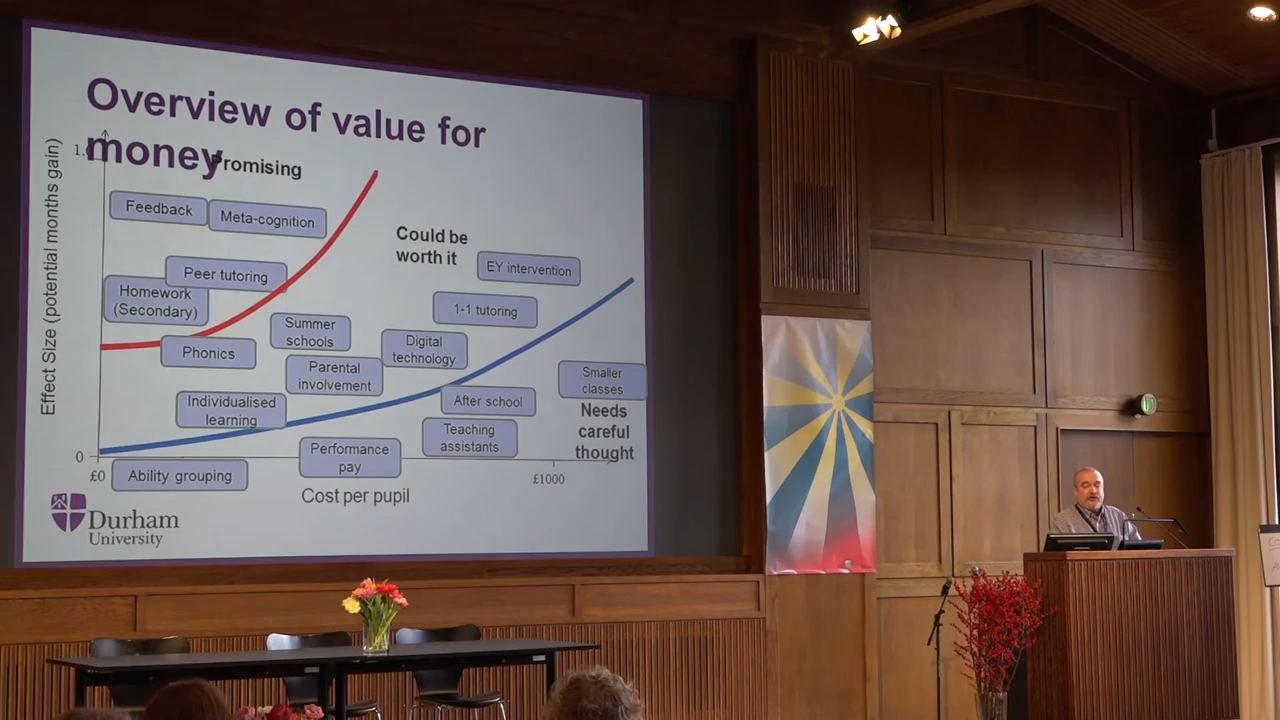 Overview of value for
money
Promising
1.
Effect Size (potential months gain)
Feedback
Meta-cognition
Could be
worth it
Peer tutoring
EY intervention
Homework
(Secondary)
1-1 tutoring
Summer
schools
Phonics
Digital
technology
Parental
involvement
Smaller
classes
Individualised
learning
After school
Needs
careful
thought
Teaching
assistants
Performance
pay
0
£0
Ability grouping
£1000
Cost per pupil
Durham
University